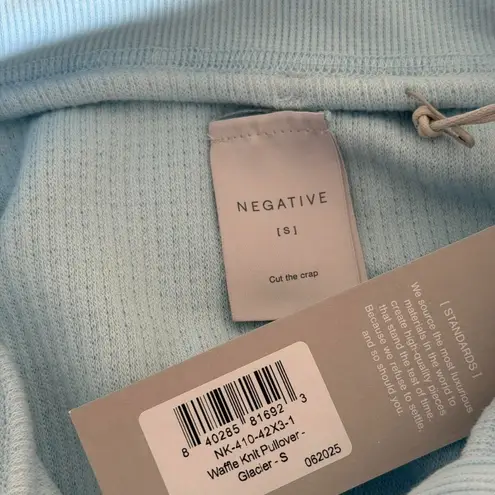 NEGATIVE
[ S ]
Cut the crap
[ STANDARDS ]
We source the most luxurious
materials in the word to
create high-quality pieces
that stand the test of time.
Because we refuse to settle
and so should you.
8 40285 81692 3
NK-410-42X3-1
Waffle Knit Pullover -
Glacier - S
062025